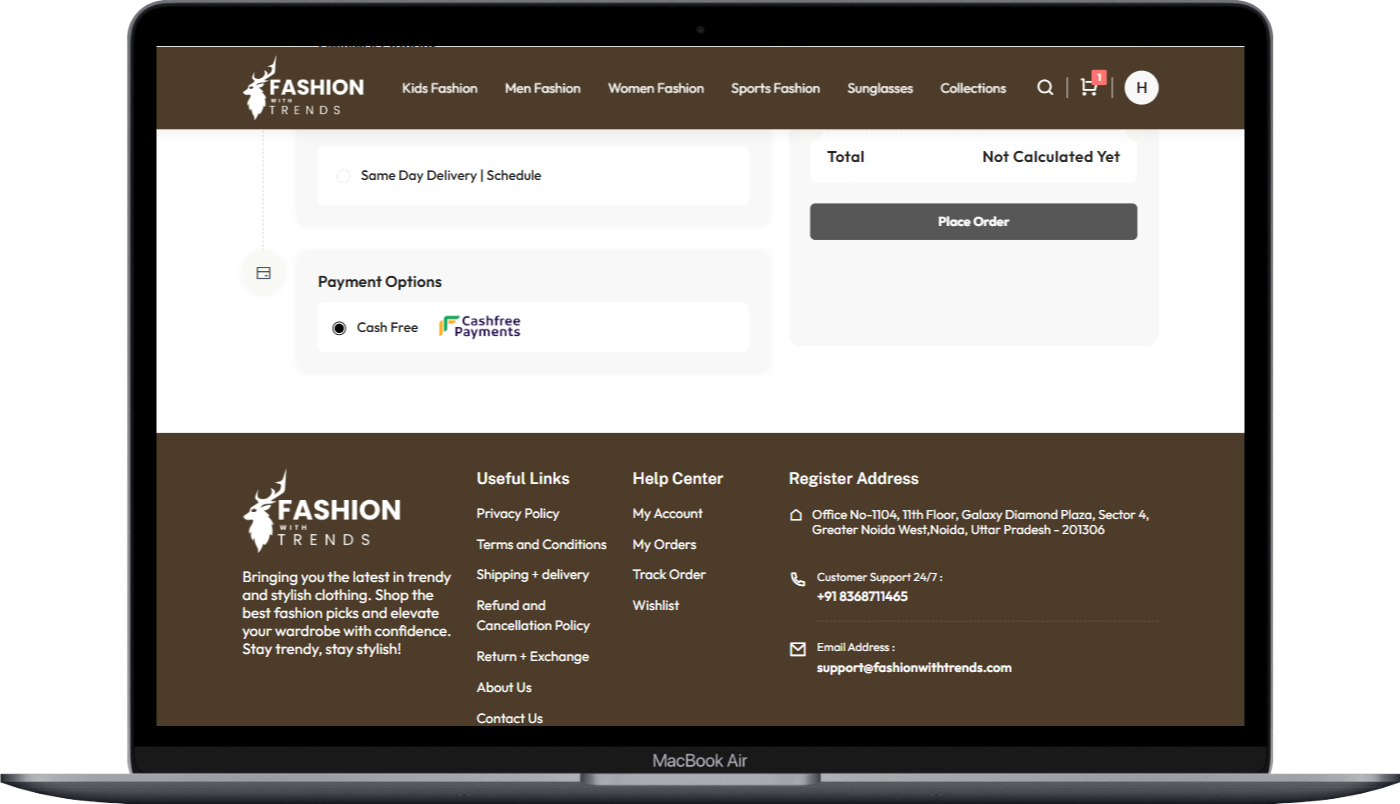 FASHION
WITH
TRENDS
Kids Fashion
Men Fashion
Women Fashion
Sports Fashion
Sunglasses
Collections
1
H
Same Day Delivery | Schedule
Total
Not Calculated Yet
Place Order
Payment Options
Cash Free
Cashfree
Payments
FASHION
WITH
TRENDS
Bringing you the latest in trendy
and stylish clothing. Shop the
best fashion picks and elevate
your wardrobe with confidence.
Stay trendy, stay stylish!
Useful Links
Privacy Policy
Terms and Conditions
Shipping + delivery
Refund and
Cancellation Policy
Return + Exchange
About Us
Contact Us
Help Center
My Account
My Orders
Track Order
Wishlist
Register Address
Office No-1104, 11th Floor, Galaxy Diamond Plaza, Sector 4,
Greater Noida West,Noida, Uttar Pradesh - 201306
Customer Support 24/7 :
+91 8368711465
Email Address :
support@fashionwithtrends.com
MacBook Air